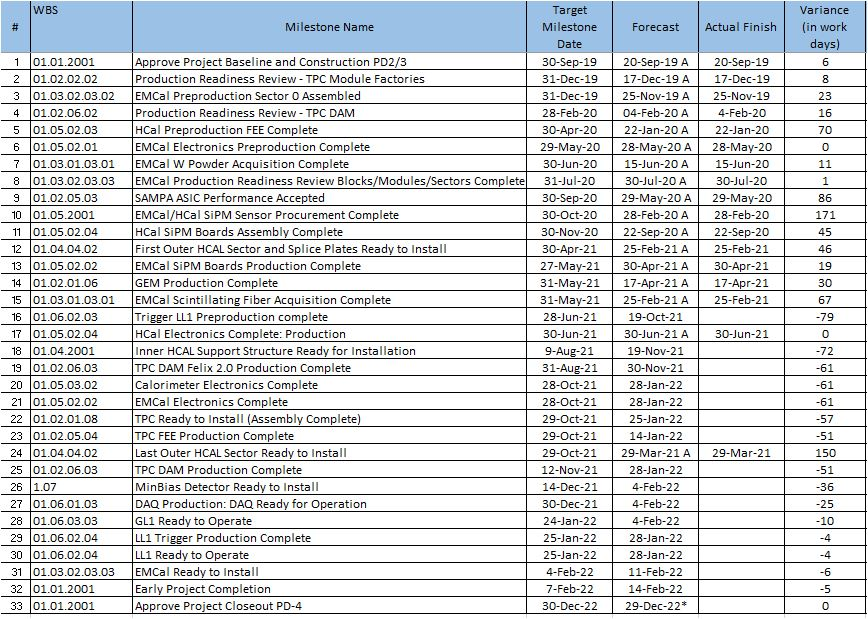 # WBS Milestone Name Target Milestone Date Forecast Actual Finish Variance (in work days)
1 01.01.2001 Approve Project Baseline and Construction PD2/3 30-Sep-19 20-Sep-19 A 20-Sep-19 6
2 01.02.02.02 Production Readiness Review - TPC Module Factories 31-Dec-19 17-Dec-19 A 17-Dec-19 8
3 01.03.02.03.02 EMCal Preproduction Sector 0 Assembled 31-Dec-19 25-Nov-19 A 25-Nov-19 23
4 01.02.06.02 Production Readiness Review - TPC DAM 28-Feb-20 04-Feb-20 A 4-Feb-20 16
5 01.05.02.03 HCal Preproduction FEE Complete 30-Apr-20 22-Jan-20 A 22-Jan-20 70
6 01.05.02.01 EMCal Electronics Preproduction Complete 29-May-20 28-May-20 A 28-May-20 0
7 01.03.01.03.01 EMCal W Powder Acquisition Complete 30-Jun-20 15-Jun-20 A 15-Jun-20 11
8 01.03.02.03.03 EMCal Production Readiness Review Blocks/Modules/Sectors Complete 31-Jul-20 30-Jul-20 A 30-Jul-20 1
9 01.02.05.03 SAMPA ASIC Performance Accepted 30-Sep-20 29-May-20 A 29-May-20 86
10 01.05.2001 EMCal/HCal SiPM Sensor Procurement Complete 30-Oct-20 28-Feb-20 A 28-Feb-20 171
11 01.05.02.04 HCal SiPM Boards Assembly Complete 30-Nov-20 22-Sep-20 A 22-Sep-20 45
12 01.04.04.02 First Outer HCAL Sector and Splice Plates Ready to Install 30-Apr-21 25-Feb-21 A 25-Feb-21 46
13 01.05.02.02 EMCal SiPM Boards Production Complete 27-May-21 30-Apr-21 A 30-Apr-21 19
14 01.02.01.06 GEM Production Complete 31-May-21 17-Apr-21 A 17-Apr-21 30
15 01.03.01.03.01 EMCal Scintillating Fiber Acquisition Complete 31-May-21 25-Feb-21 A 25-Feb-21 67
16 01.06.02.03 Trigger LL1 Preproduction complete 28-Jun-21 19-Oct-21 -79
17 01.05.02.04 HCal Electronics Complete: Production 30-Jun-21 30-Jun-21 A 30-Jun-21 0
18 01.04.2001 Inner HCAL Support Structure Ready for Installation 9-Aug-21 19-Nov-21 -72
19 01.02.06.03 TPC DAM Felix 2.0 Production Complete 31-Aug-21 30-Nov-21 -61
20 01.05.03.02 Calorimeter Electronics Complete 28-Oct-21 28-Jan-22 -61
21 01.05.02.02 EMCal Electronics Complete 28-Oct-21 28-Jan-22 -61
22 01.02.01.08 TPC Ready to Install (Assembly Complete) 29-Oct-21 25-Jan-22 -57
23 01.02.05.04 TPC FEE Production Complete 29-Oct-21 14-Jan-22 -51
24 01.04.04.02 Last Outer HCAL Sector Ready to Install 29-Oct-21 29-Mar-21 A 29-Mar-21 150
25 01.02.06.03 TPC DAM Production Complete 12-Nov-21 28-Jan-22 -51
26 1.07 MinBias Detector Ready to Install 14-Dec-21 4-Feb-22 -36
27 01.06.01.03 DAQ Production: DAQ Ready for Operation 30-Dec-21 4-Feb-22 -25
28 01.06.03.03 GL1 Ready to Operate 24-Jan-22 4-Feb-22 -10
29 01.06.02.04 LL1 Trigger Production Complete 25-Jan-22 28-Jan-22 -4
30 01.06.02.04 LL1 Ready to Operate 25-Jan-22 28-Jan-22 -4
31 01.03.02.03.03 EMCal Ready to Install 4-Feb-22 11-Feb-22 -6
32 01.01.2001 Early Project Completion 7-Feb-22 14-Feb-22 -5
33 01.01.2001 Approve Project Closeout PD-4 30-Dec-22 29-Dec-22* 0